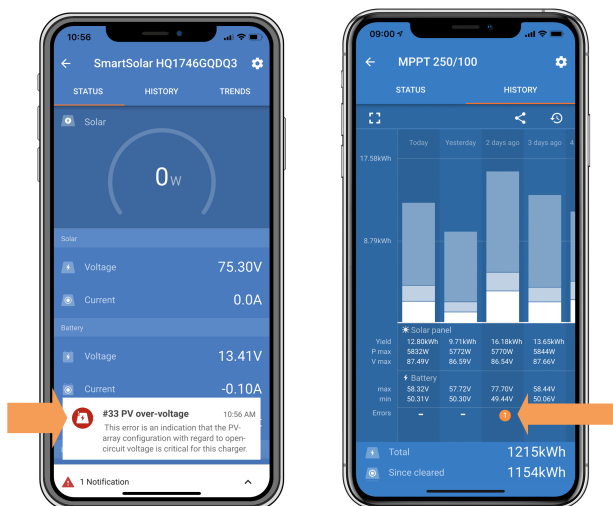 10:56
SmartSolar HQ1746GQDQ3
STATUS HISTORY TRENDS
Solar
0W
Solar
Voltage 75.30V
Current 0.0A
Battery
Voltage 13.41V
Current -0.10A
#33 PV over-voltage 10:56 AM
This error is an indication that the PV-
array configuration with regard to open-
circuit voltage is critical for this charger.
1 Notification
09:00
MPPT 250/100
STATUS HISTORY
Today Yesterday 2 days ago 3 days ago 4
17.58kWh
8.79kWh
Solar panel
Yield 12.80kWh 9.71kWh 16.18kWh 13.65kWh
P max 5832W 5772W 5770W 5844W
V max 87.49V 86.59V 86.54V 87.66V
Battery
max 58.32V 57.72V 77.70V 58.44V
min 50.31V 50.30V 49.44V 50.06V
Errors – – 1
Total 1215kWh
Since cleared 1154kWh